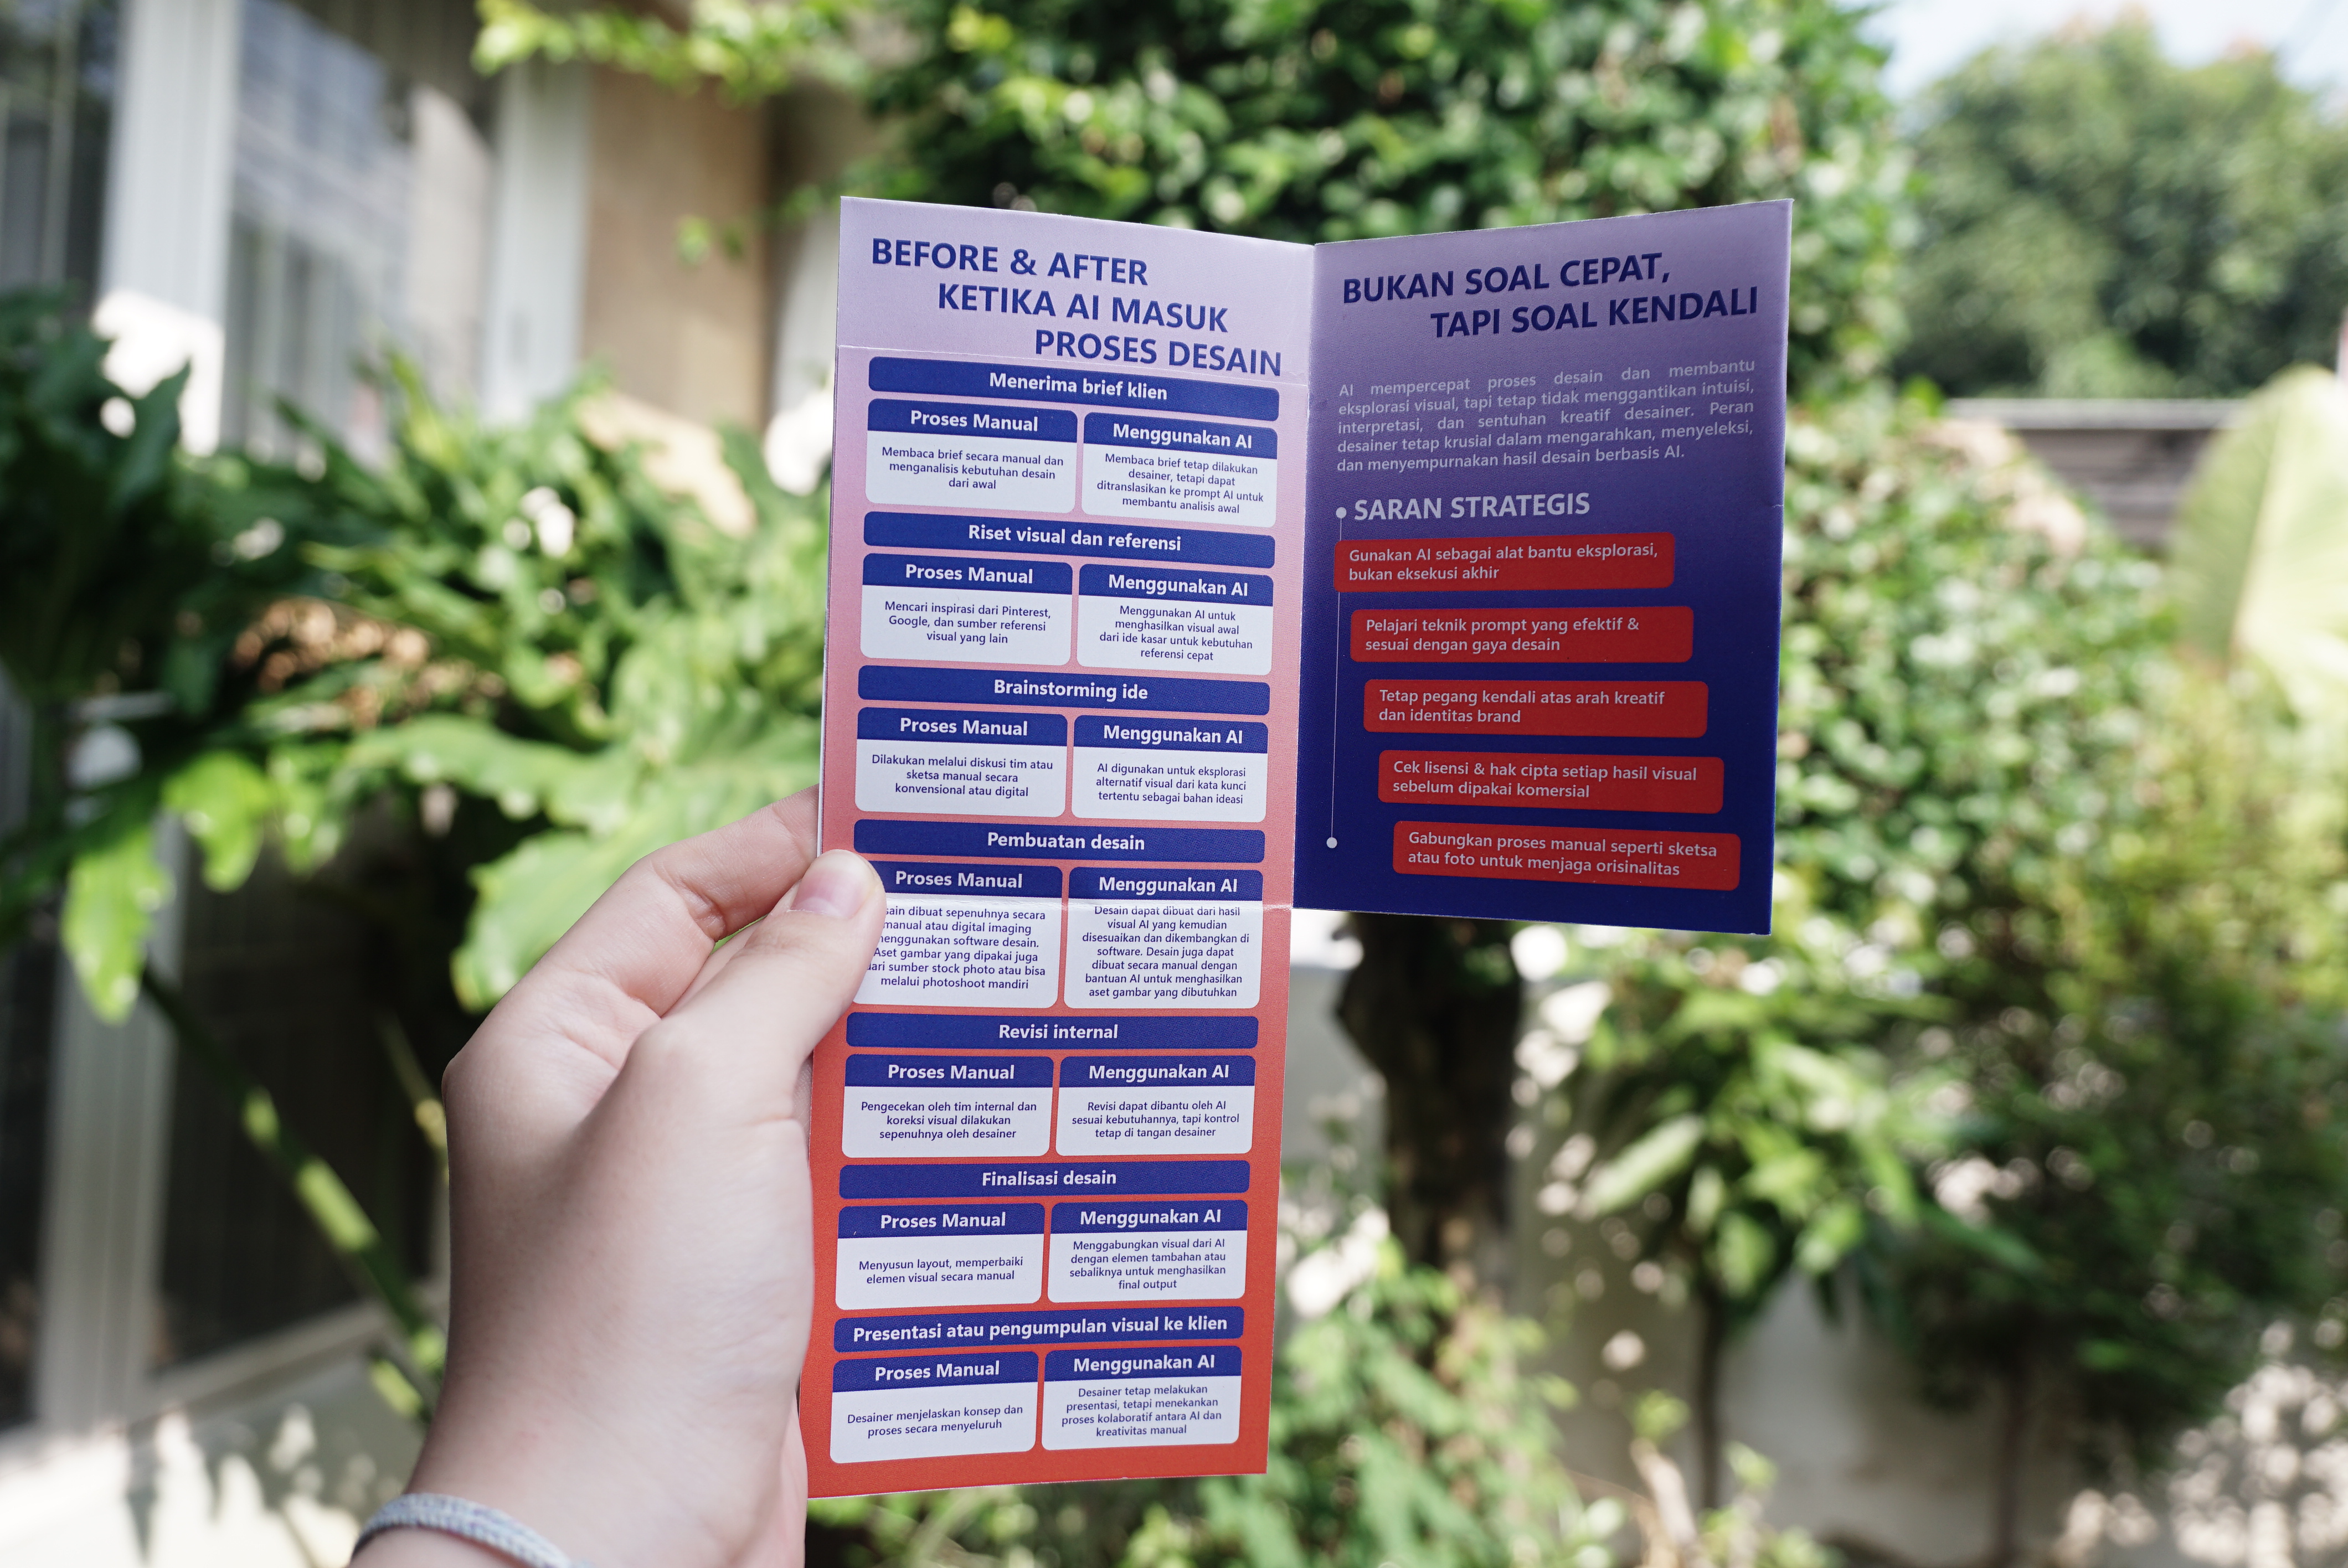 BEFORE & AFTER
KETIKA AI MASUK
PROSES DESAIN
Menerima brief klien
Proses Manual
Membaca brief secara manual dan
menganalisis kebutuhan desain
dari awal
Menggunakan AI
Membaca brief tetap dilakukan
desainer, tetapi dapat
ditranslasikan ke prompt AI untuk
membantu analisis awal
Riset visual dan referensi
Proses Manual
Mencari inspirasi dari Pinterest,
Google, dan sumber referensi
visual yang lain
Menggunakan AI
Menggunakan AI untuk
menghasilkan visual awal
dari ide kasar untuk kebutuhan
referensi cepat
Brainstorming ide
Proses Manual
Dilakukan melalui diskusi tim atau
sketsa manual secara
konvensional atau digital
Menggunakan AI
AI digunakan untuk eksplorasi
alternatif visual dari kata kunci
tertentu sebagai bahan ideasi
Pembuatan desain
Proses Manual
dibuat sepenuhnya secara
manual atau digital imaging
software desain.
Aset gambar yang dipakai juga
sumber stock photo atau bisa
melalui photoshoot mandiri
Menggunakan AI
Desain dapat dibuat dari hasil
visual AI yang kemudian
disesuaikan dan dikembangkan di
software. Desain juga dapat
dibuat secara manual dengan
bantuan AI untuk menghasilkan
aset gambar yang dibutuhkan
Revisi internal
Proses Manual
Pengecekan oleh tim internal dan
koreksi visual dilakukan
sepenuhnya oleh desainer
Menggunakan AI
Revisi dapat dibantu oleh AI
sesuai kebutuhannya, tapi kontrol
tetap di tangan desainer
Finalisasi desain
Proses Manual
Menyusun layout, memperbaiki
elemen visual secara manual
Menggunakan AI
Menggabungkan visual dari AI
dengan elemen tambahan atau
sebaliknya untuk menghasilkan
final output
Presentasi atau pengumpulan visual ke klien
Proses Manual
Desainer menjelaskan konsep dan
proses secara menyeluruh
Menggunakan AI
Desainer tetap melakukan
presentasi, tetapi menekankan
proses kolaboratif antara AI dan
kreativitas manual
BUKAN SOAL CEPAT,
TAPI SOAL KENDALI
AI mempercepat proses desain dan membantu
eksplorasi visual, tapi tetap tidak menggantikan intuisi,
interpretasi, dan sentuhan kreatif desainer. Peran
desainer tetap krusial dalam mengarahkan, menyeleksi,
dan menyempurnakan hasil desain berbasis AI.
SARAN STRATEGIS
Gunakan AI sebagai alat bantu eksplorasi,
bukan eksekusi akhir
Pelajari teknik prompt yang efektif &
sesuai dengan gaya desain
Tetap pegang kendali atas arah kreatif
dan identitas brand
Cek lisensi & hak cipta setiap hasil visual
sebelum dipakai komersial
Gabungkan proses manual seperti sketsa
atau foto untuk menjaga orisinalitas